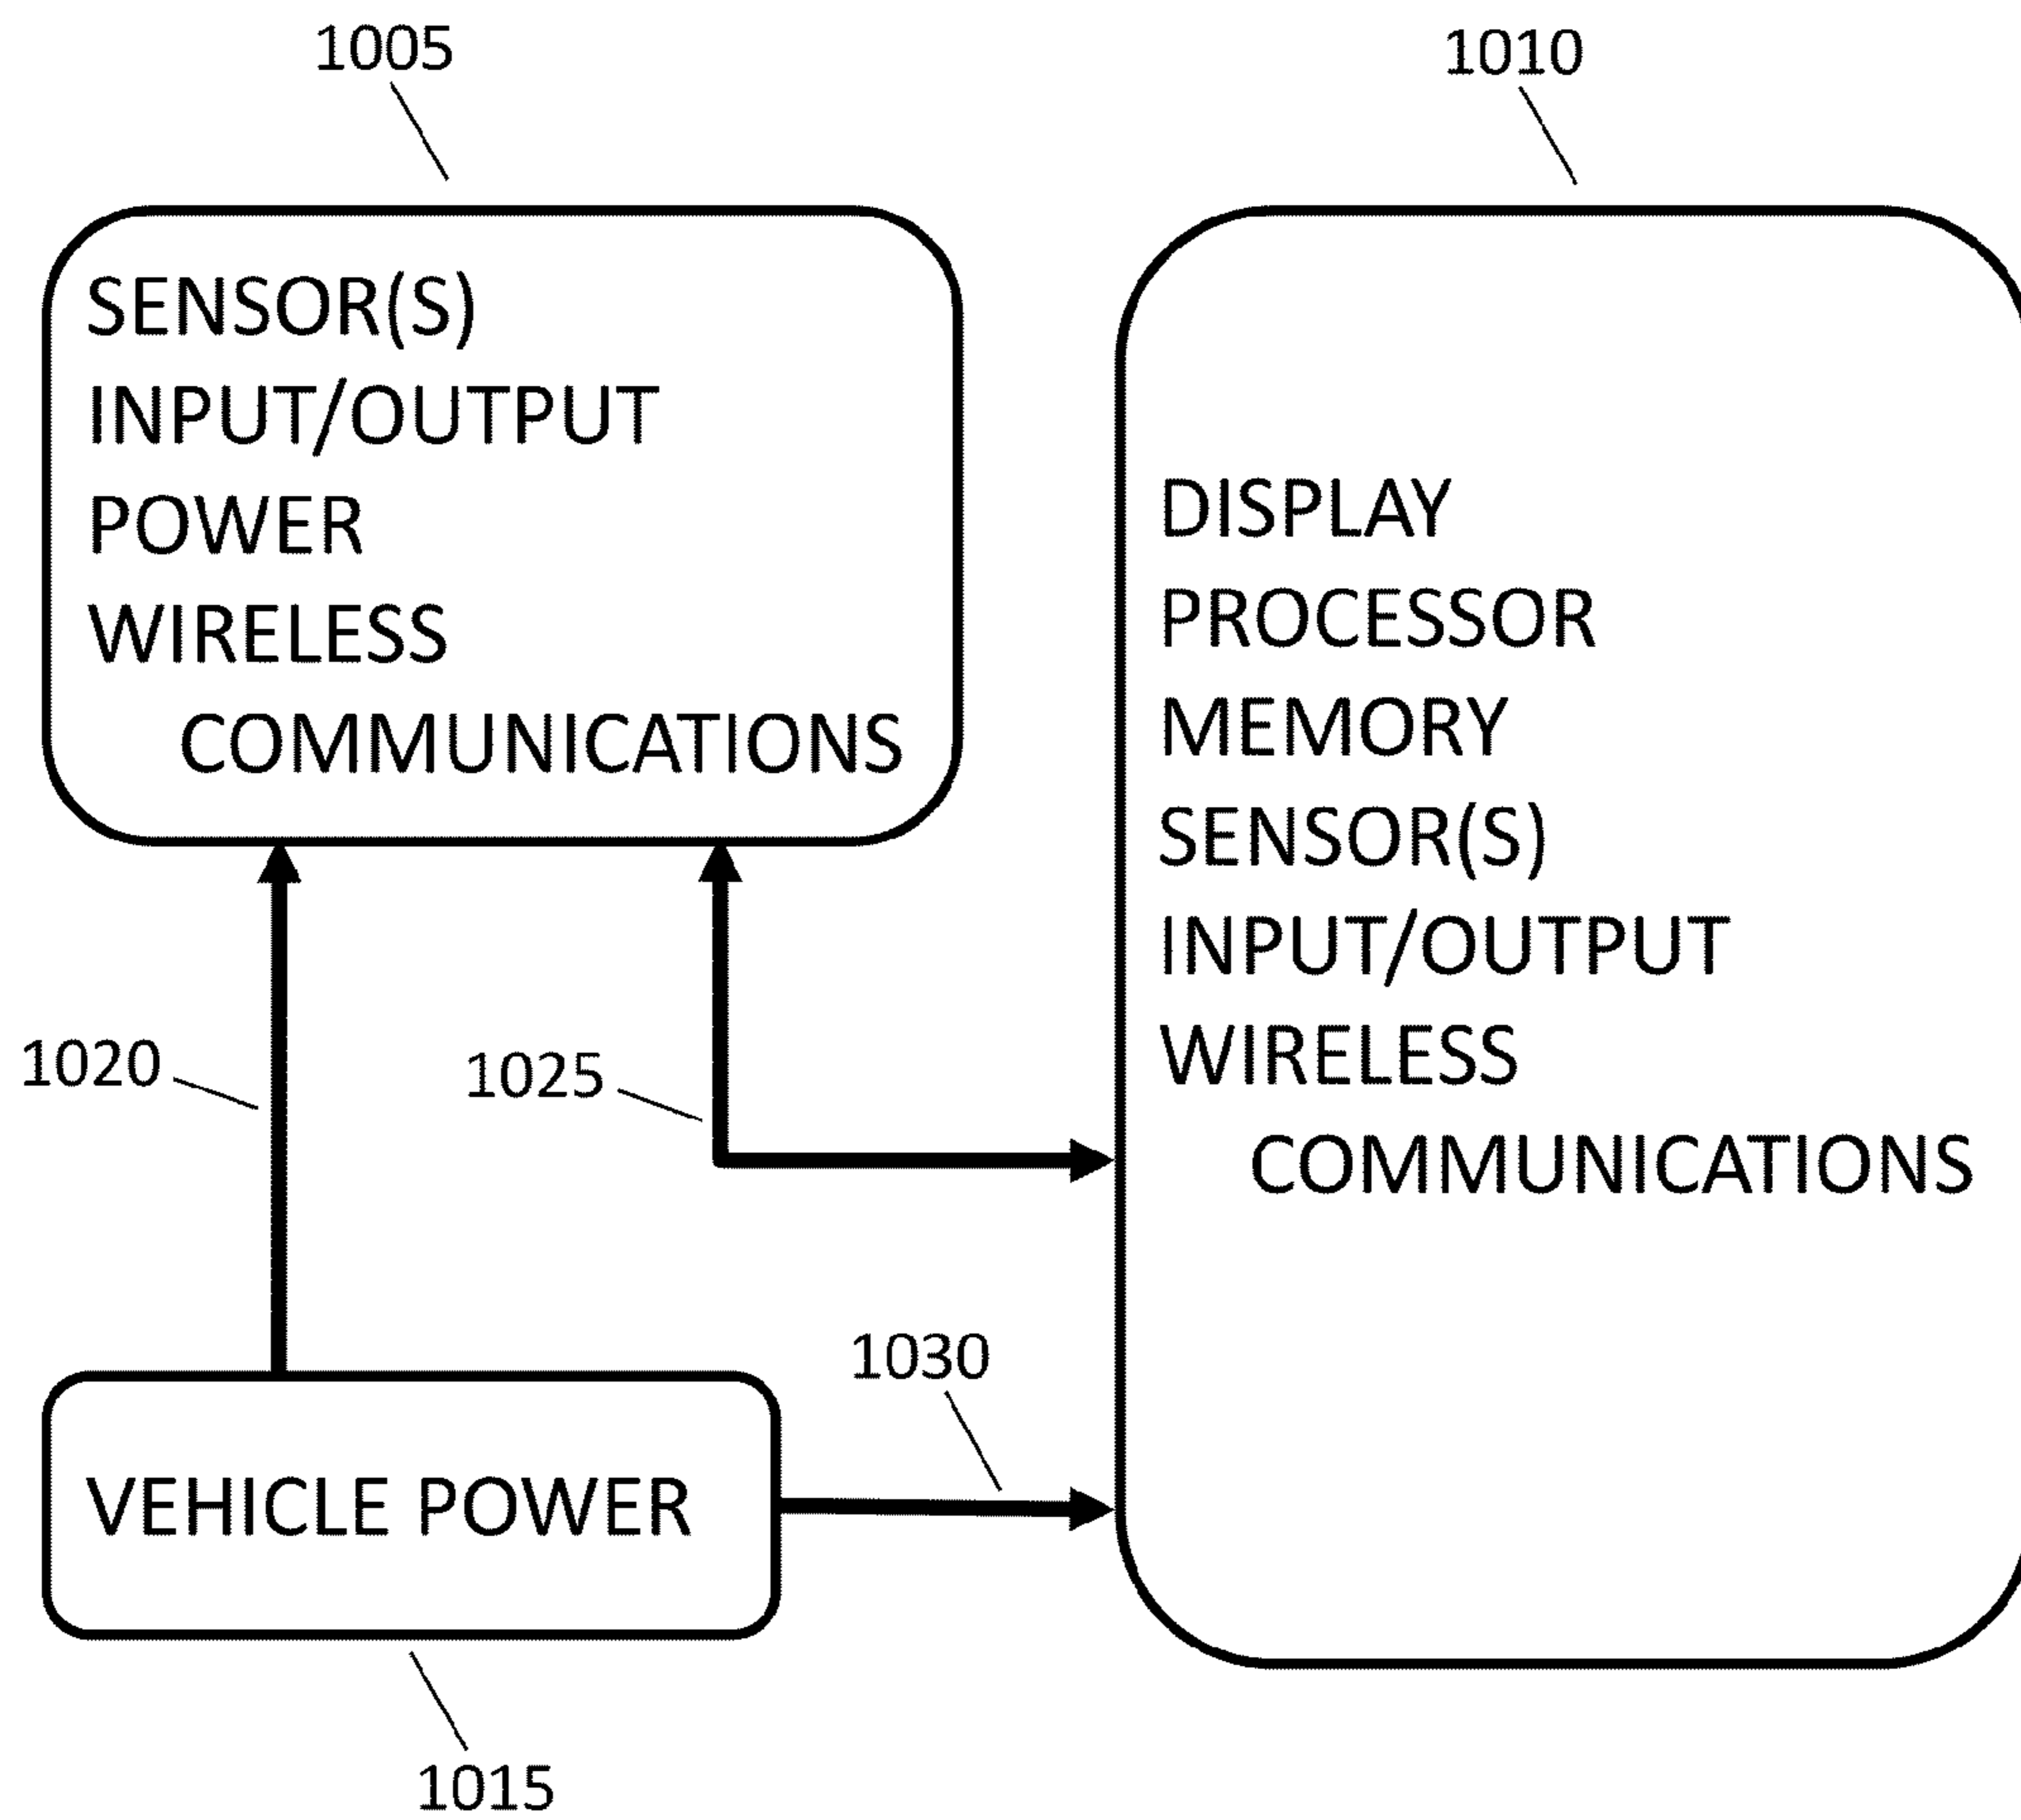 1005
1010
SENSOR(S)
INPUT/OUTPUT
POWER
WIRELESS
COMMUNICATIONS
DISPLAY
PROCESSOR
MEMORY
SENSOR(S)
INPUT/OUTPUT
WIRELESS
COMMUNICATIONS
1020
1025
1030
VEHICLE POWER
1015